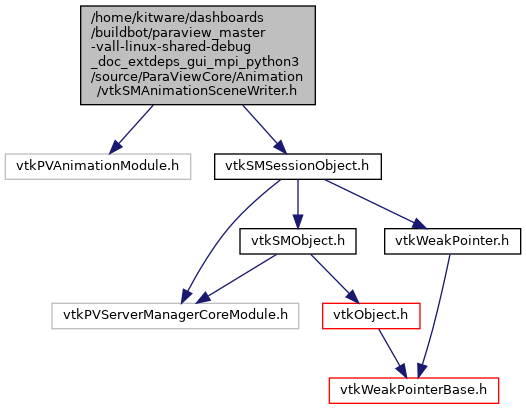 /home/kitware/dashboards
/buildbot/paraview_master
-vall-linux-shared-debug
_doc_extdeps_gui_mpi_python3
/source/ParaViewCore/Animation
/vtkSMAnimationSceneWriter.h
vtkPVAnimationModule.h
vtkSMSessionObject.h
vtkSMObject.h
vtkWeakPointer.h
vtkPVServerManagerCoreModule.h
vtkObject.h
vtkWeakPointerBase.h